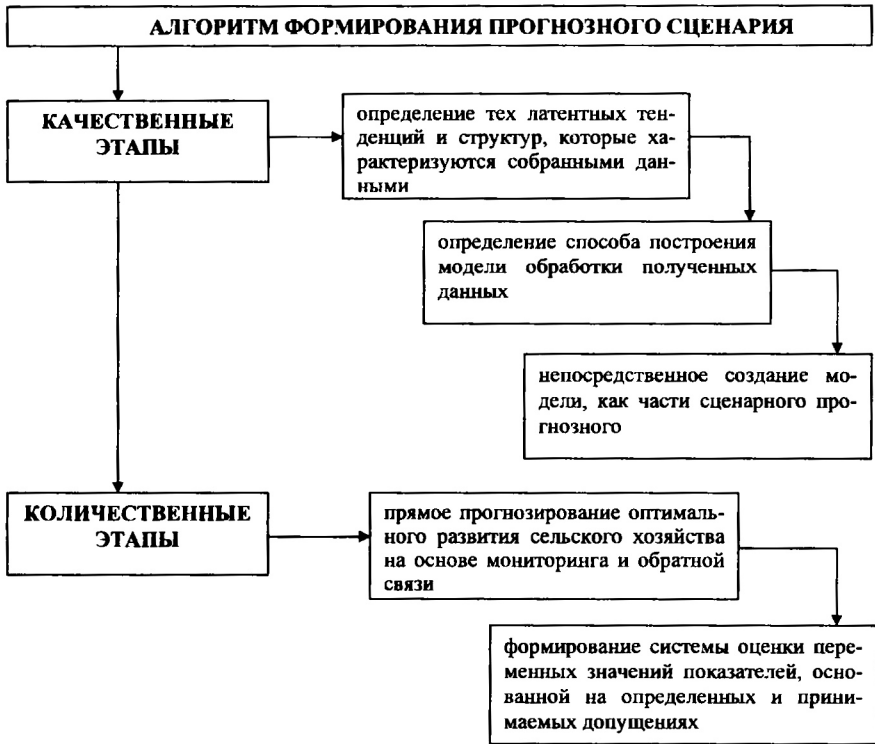 АЛГОРИТМ ФОРМИРОВАНИЯ ПРОГНОЗНОГО СЦЕНАРИЯ
КАЧЕСТВЕННЫЕ
ЭТАПЫ
определение тех латентных тен-
денций и структур, которые ха-
рактеризуются собранными дан-
ными
определение способа построения
модели обработки полученных
данных
непосредственное создание мо-
дели, как части сценарного про-
гнозного
КОЛИЧЕСТВЕННЫЕ
ЭТАПЫ
прямое прогнозирование оптималь-
ного развития сельского хозяйства
на основе мониторинга и обратной
связи
формирование системы оценки пере-
менных значений показателей, осно-
ванной на определенных и прини-
маемых допущениях